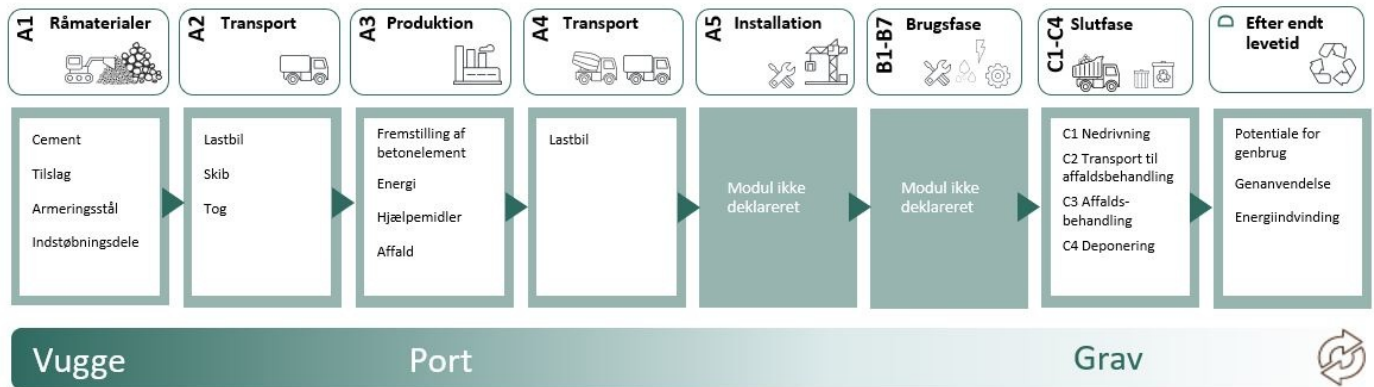 A1
Råmaterialer
A2
Transport
A3
Produktion
A4
Transport
A5
Installation
B1-B7
Brugsfase
C1-C4
Slutfase
D
Efter endt
levetid
Cement
Tilslag
Armeringsstål
Indstøbningsdele
Lastbil
Skib
Tog
Fremstilling af
betonelement
Energi
Hjælpemidler
Affald
Lastbil
Modul ikke
deklareret
Modul ikke
deklareret
C1 Nedrivning
C2 Transport til
affaldsbehandling
C3 Affalds-
behandling
C4 Deponering
Potentiale for
genbrug
Genanvendelse
Energiindvinding
Vugge
Port
Grav